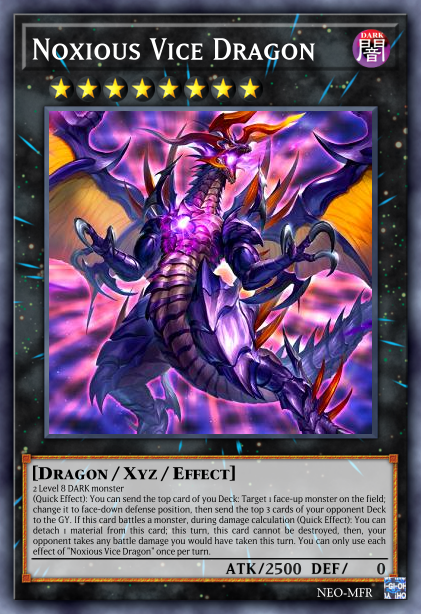 Noxious Vice Dragon
DARK
闇
[Dragon / Xyz / Effect]
2 Level 8 DARK monster
(Quick Effect): You can send the top card of you Deck: Target 1 face-up monster on the field;
change it to face-down defense position, then send the top 3 cards of your opponent Deck
to the GY. If this card battles a monster, during damage calculation (Quick Effect): You can
detach 1 material from this card; this turn, this card cannot be destroyed, then, your
opponent takes any battle damage you would have taken this turn. You can only use each
effect of "Noxious Vice Dragon" once per turn.
ATK/2500 DEF/ 0
NEO-MFR